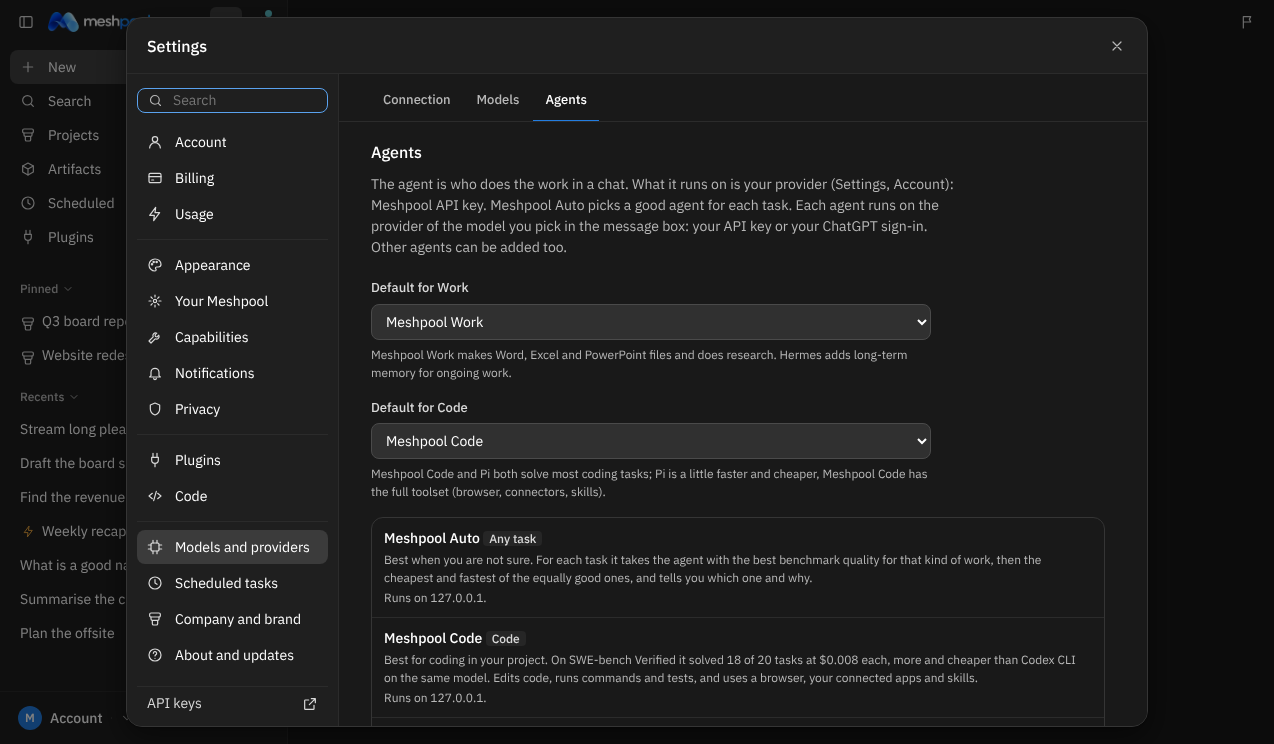 Settings
New
Search
Projects
Artifacts
Scheduled
Plugins
Pinned
Q3 board
Website
Recents
Stream long
Draft the board
Find the revenue
Weekly recap
What is a good
Summarise the
Plan the offsite
M Account
Search
Account
Billing
Usage
Appearance
Your Meshpool
Capabilities
Notifications
Privacy
Plugins
Code
Models and providers
Scheduled tasks
Company and brand
About and updates
API keys
Connection Models Agents
Agents
The agent is who does the work in a chat. What it runs on is your provider (Settings, Account):
Meshpool API key. Meshpool Auto picks a good agent for each task. Each agent runs on the
provider of the model you pick in the message box: your API key or your ChatGPT sign-in.
Other agents can be added too.
Default for Work
Meshpool Work
Meshpool Work makes Word, Excel and PowerPoint files and does research. Hermes adds long-term
memory for ongoing work.
Default for Code
Meshpool Code
Meshpool Code and Pi both solve most coding tasks; Pi is a little faster and cheaper, Meshpool Code has
the full toolset (browser, connectors, skills).
Meshpool Auto Any task
Best when you are not sure. For each task it takes the agent with the best benchmark quality for that kind of work, then the
cheapest and fastest of the equally good ones, and tells you which one and why.
Runs on 127.0.0.1.
Meshpool Code Code
Best for coding in your project. On SWE-bench Verified it solved 18 of 20 tasks at $0.008 each, more and cheaper than Codex CLI
on the same model. Edits code, runs commands and tests, and uses a browser, your connected apps and skills.
Runs on 127.0.0.1.